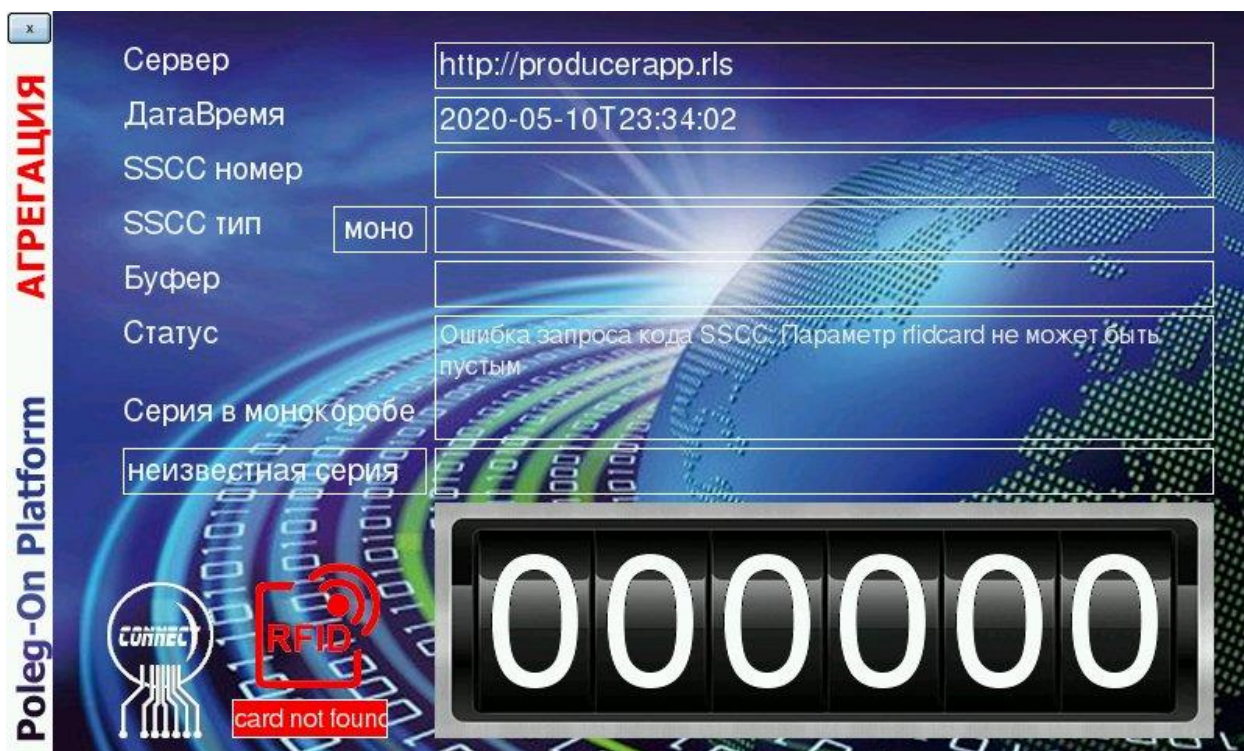 x
АГРЕГАЦИЯ
Poleg-On Platform
Сервер
http://producerapp.rls
ДатаВремя
2020-05-10T23:34:02
SSCC номер
SSCC тип
моно
Буфер
Статус
Ошибка запроса кода SSCC: Параметр rfidcard не может быть
пустым
Серия в монокоробе
неизвестная серия
000000
CONNECT
RFID
card not found